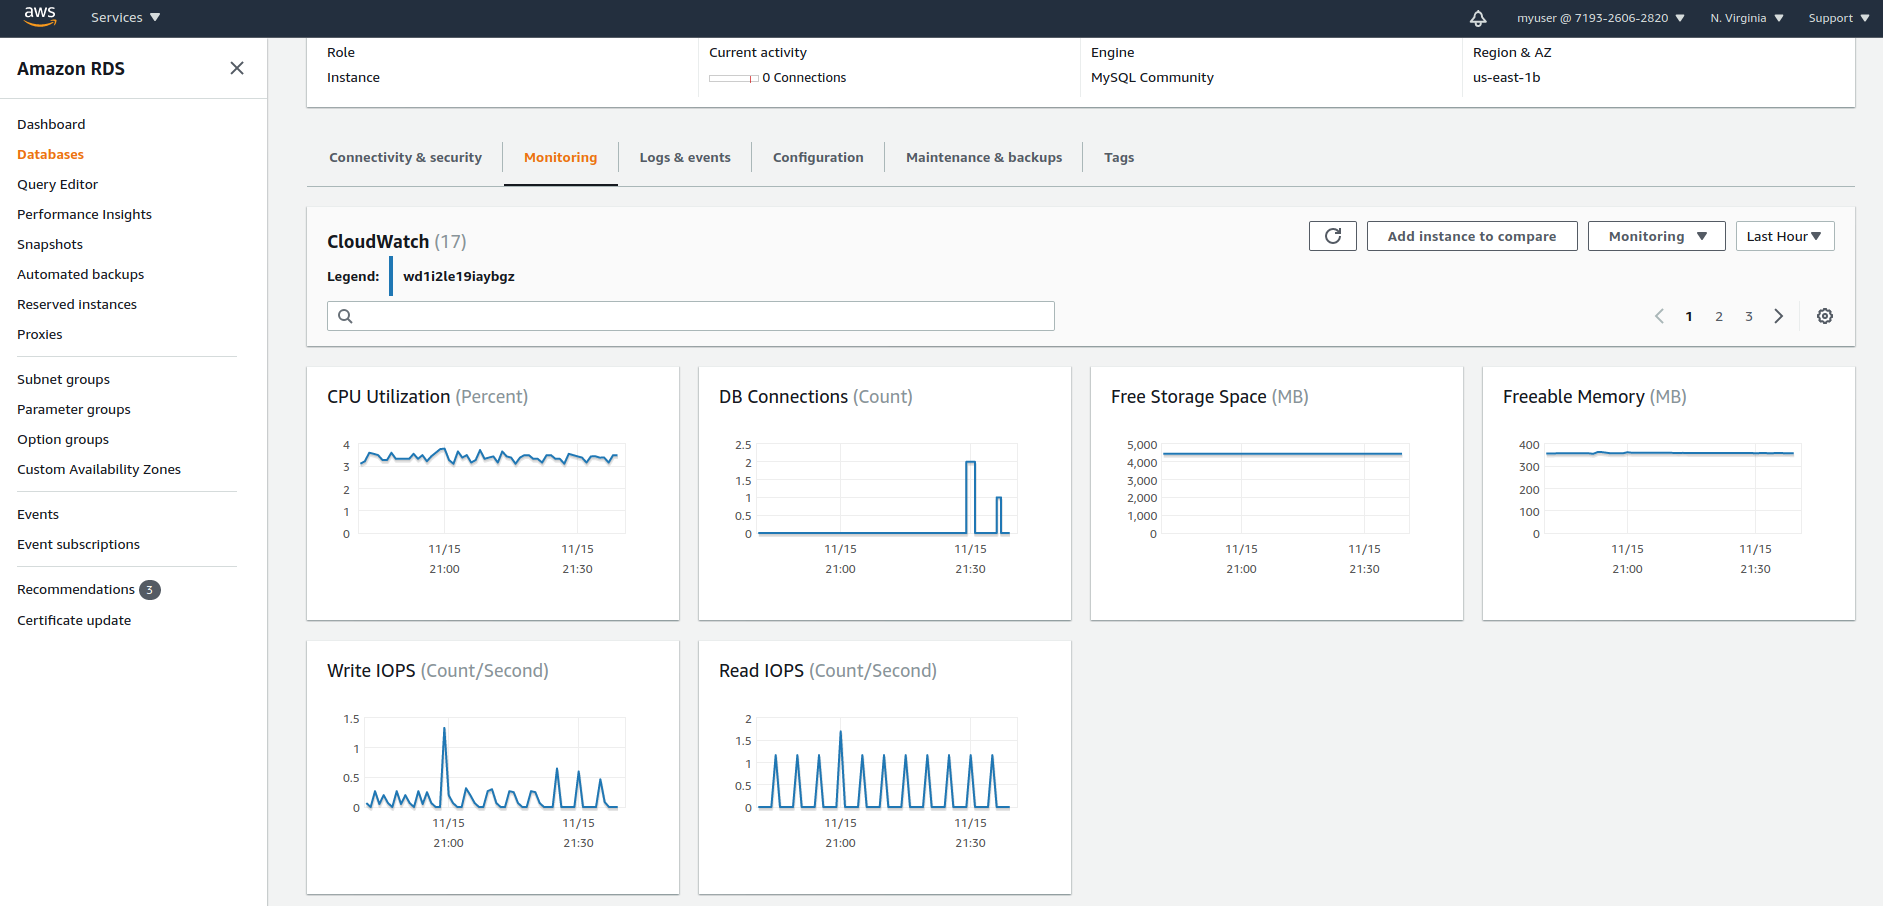 aws
Services
myuser @ 7193-2606-2820
N. Virginia
Support
Amazon RDS
Dashboard
Databases
Query Editor
Performance Insights
Snapshots
Automated backups
Reserved instances
Proxies
Subnet groups
Parameter groups
Option groups
Custom Availability Zones
Events
Event subscriptions
Recommendations 3
Certificate update
Role
Instance
Current activity
0 Connections
Engine
MySQL Community
Region & AZ
us-east-1b
Connectivity & security
Monitoring
Logs & events
Configuration
Maintenance & backups
Tags
CloudWatch (17)
Add instance to compare
Monitoring
Last Hour
Legend:
wd1i2le19iaybgz
1 2 3
CPU Utilization (Percent)
4
3
2
1
0
11/15 11/15
21:00 21:30
DB Connections (Count)
2.5
2
1.5
1
0.5
0
11/15 11/15
21:00 21:30
Free Storage Space (MB)
5,000
4,000
3,000
2,000
1,000
0
11/15 11/15
21:00 21:30
Freeable Memory (MB)
400
300
200
100
0
11/15 11/15
21:00 21:30
Write IOPS (Count/Second)
1.5
1
0.5
0
11/15 11/15
21:00 21:30
Read IOPS (Count/Second)
2
1.5
1
0.5
0
11/15 11/15
21:00 21:30